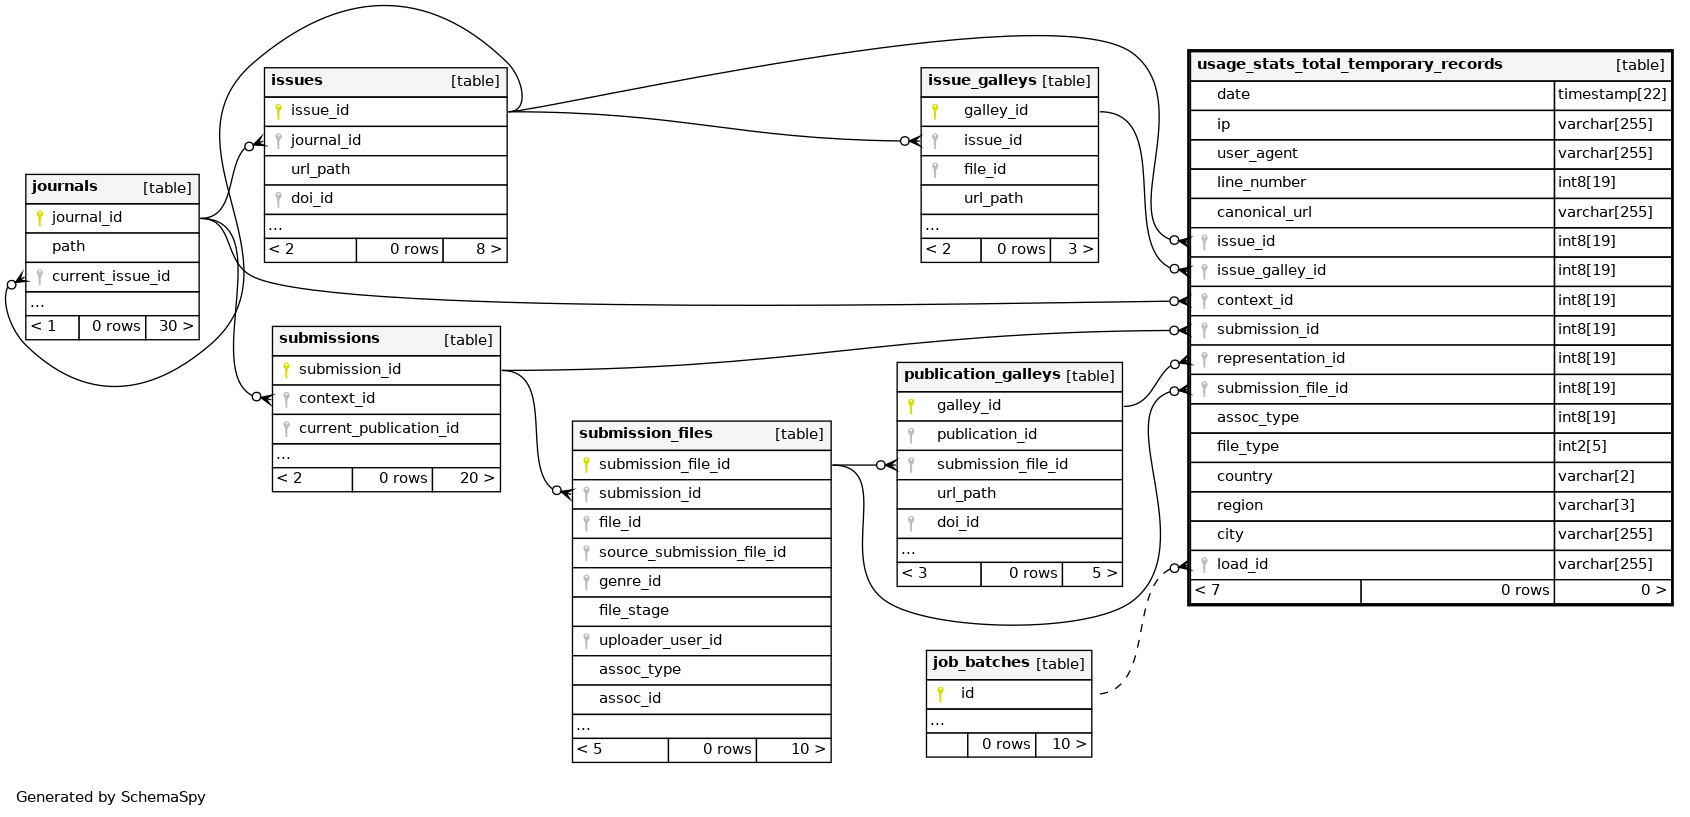 journals [table]
journal_id
path
current_issue_id
...
< 1 0 rows 30 >
issues [table]
issue_id
journal_id
url_path
doi_id
...
< 2 0 rows 8 >
submissions [table]
submission_id
context_id
current_publication_id
...
< 2 0 rows 20 >
submission_files [table]
submission_file_id
submission_id
file_id
source_submission_file_id
genre_id
file_stage
uploader_user_id
assoc_type
assoc_id
...
< 5 0 rows 10 >
issue_galleys [table]
galley_id
issue_id
file_id
url_path
...
< 2 0 rows 3 >
publication_galleys [table]
galley_id
publication_id
submission_file_id
url_path
doi_id
...
< 3 0 rows 5 >
job_batches [table]
id
...
0 rows 10 >
usage_stats_total_temporary_records [table]
date timestamp[22]
ip varchar[255]
user_agent varchar[255]
line_number int8[19]
canonical_url varchar[255]
issue_id int8[19]
issue_galley_id int8[19]
context_id int8[19]
submission_id int8[19]
representation_id int8[19]
submission_file_id int8[19]
assoc_type int8[19]
file_type int2[5]
country varchar[2]
region varchar[3]
city varchar[255]
load_id varchar[255]
< 7 0 rows 0 >
Generated by SchemaSpy